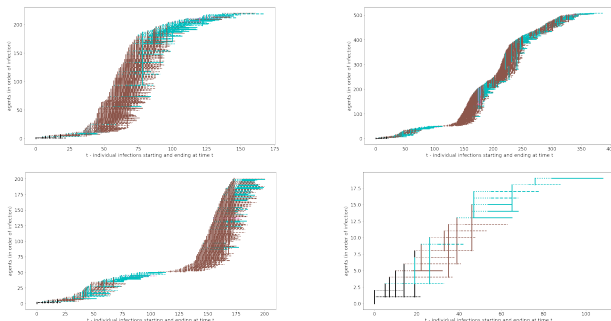 200
500
150
400
300
100
200
50
100
0
0
0 25 50 75 100 125 150 175
0 50 100 150 200 250 300 350 400
agents (in order of infection)
agents (in order of infection)
t - individual infections starting and ending at time t
t - individual infections starting and ending at time t
200
175
17.5
150
15.0
125
12.5
100
10.0
75
7.5
50
5.0
25
2.5
0
0.0
0 25 50 75 100 125 150 175 200
0 20 40 60 80 100
agents (in order of infection)
agents (in order of infection)
t - individual infections starting and ending at time t
t - individual infections starting and ending at time t